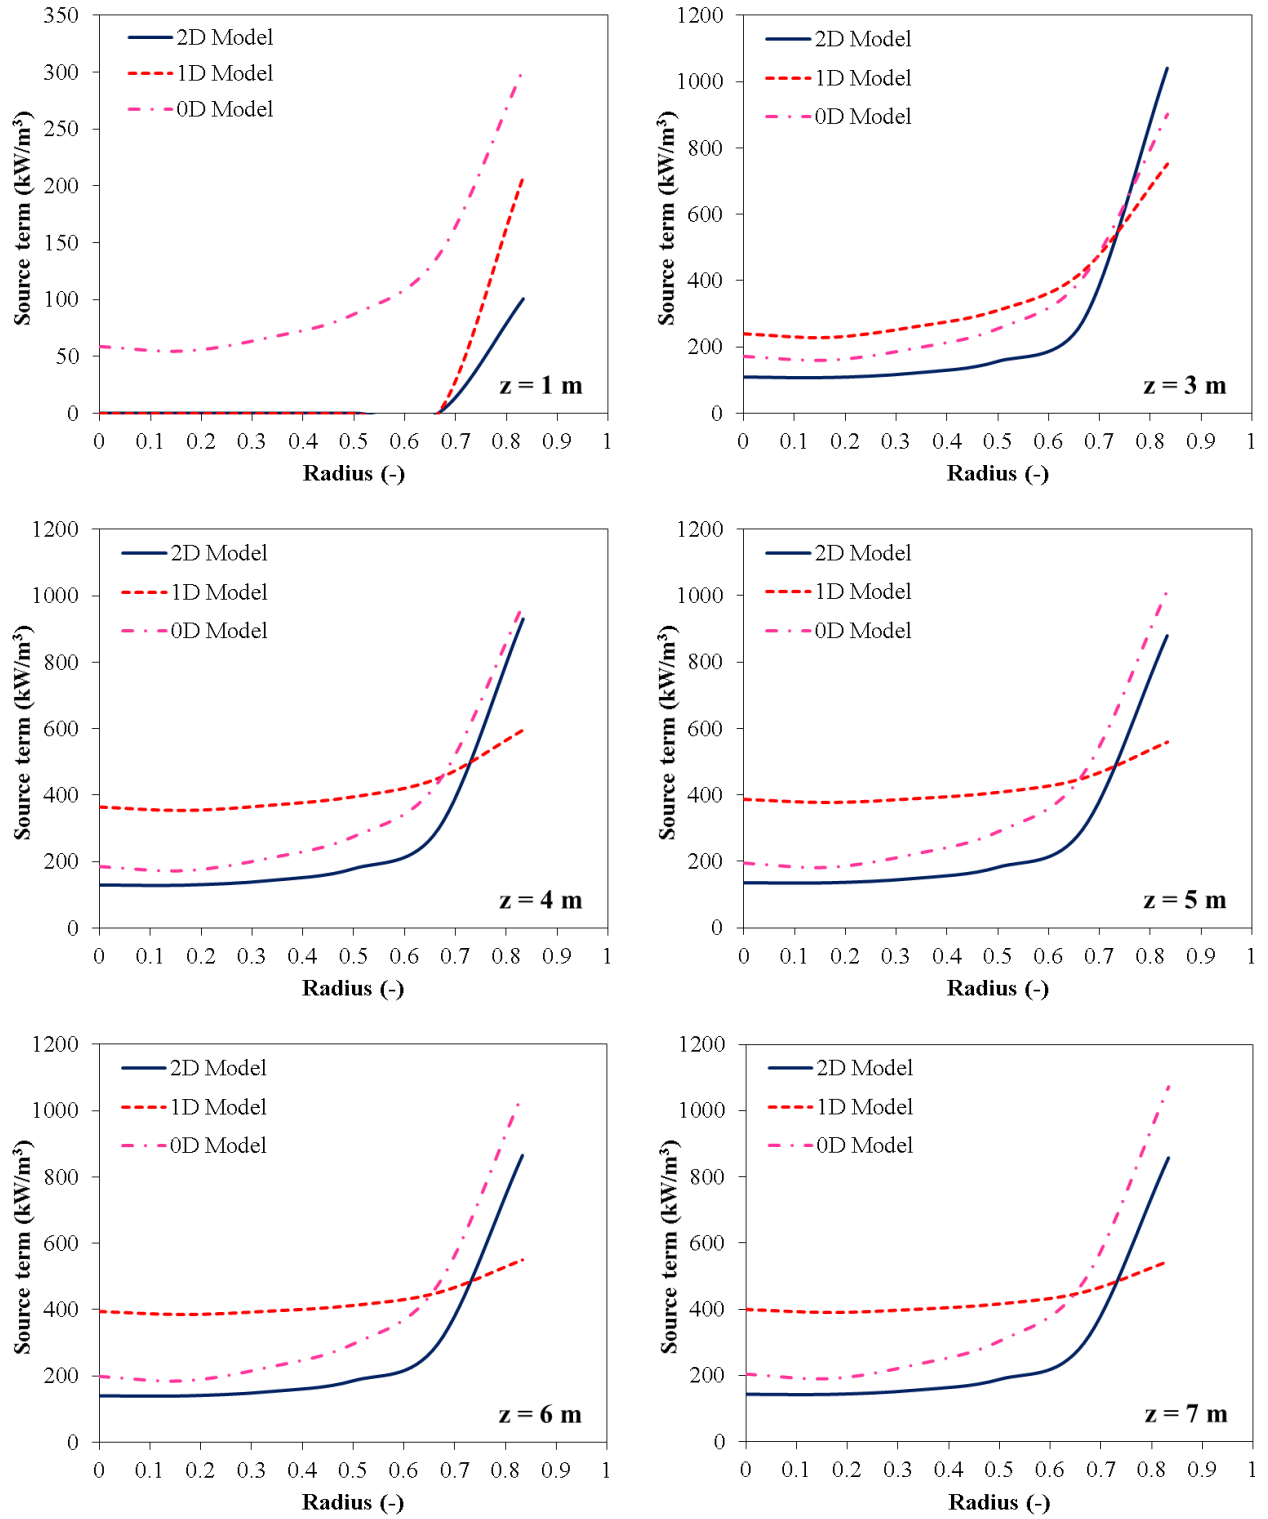 350
300
250
200
150
100
50
0
Source term (kW/m³)
2D Model
1D Model
0D Model
z = 1 m
0 0.1 0.2 0.3 0.4 0.5 0.6 0.7 0.8 0.9 1
Radius (-)
1200
1000
800
600
400
200
0
Source term (kW/m³)
2D Model
1D Model
0D Model
z = 3 m
0 0.1 0.2 0.3 0.4 0.5 0.6 0.7 0.8 0.9 1
Radius (-)
1200
1000
800
600
400
200
0
Source term (kW/m³)
2D Model
1D Model
0D Model
z = 4 m
0 0.1 0.2 0.3 0.4 0.5 0.6 0.7 0.8 0.9 1
Radius (-)
1200
1000
800
600
400
200
0
Source term (kW/m³)
2D Model
1D Model
0D Model
z = 5 m
0 0.1 0.2 0.3 0.4 0.5 0.6 0.7 0.8 0.9 1
Radius (-)
1200
1000
800
600
400
200
0
Source term (kW/m³)
2D Model
1D Model
0D Model
z = 6 m
0 0.1 0.2 0.3 0.4 0.5 0.6 0.7 0.8 0.9 1
Radius (-)
1200
1000
800
600
400
200
0
Source term (kW/m³)
2D Model
1D Model
0D Model
z = 7 m
0 0.1 0.2 0.3 0.4 0.5 0.6 0.7 0.8 0.9 1
Radius (-)